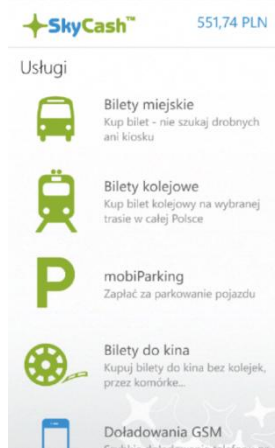 SkyCash™ 551,74 PLN
Usługi
Bilety miejskie
Kup bilet - nie szukaj drobnych
ani kiosku
Bilety kolejowe
Kup bilet kolejowy na wybranej
trasie w całej Polsce
P
mobiParking
Zapłać za parkowanie pojazdu
Bilety do kina
Kupuj bilety do kina bez kolejek,
przez komórke...
Doładowania GSM